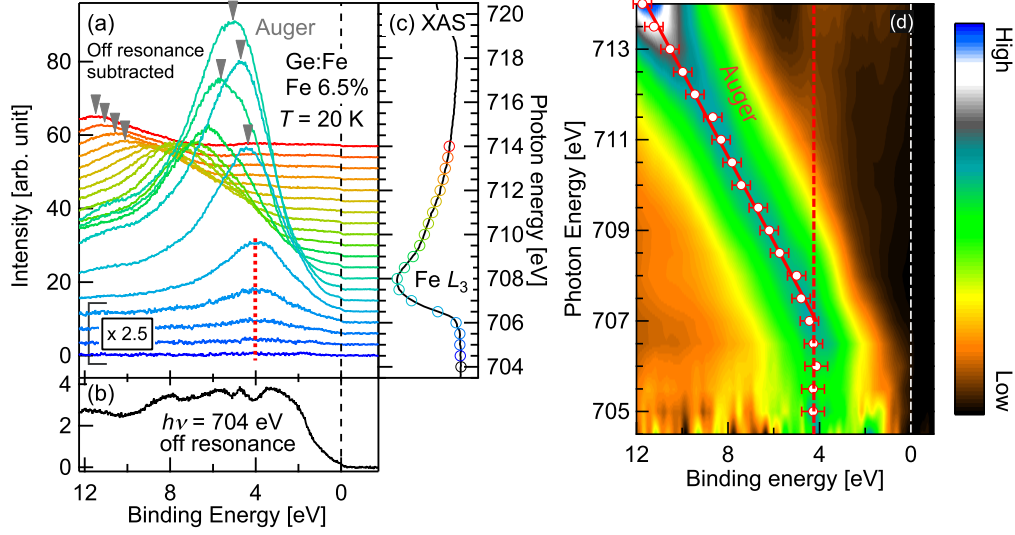 (a)
Off resonance
subtracted
Auger
Ge:Fe
Fe 6.5%
T = 20 K
x 2.5
Intensity [arb. unit]
80
60
40
20
0
(b)
hν = 704 eV
off resonance
4
2
0
12
8
4
0
Binding Energy [eV]
(c) XAS
Fe L3
720
718
716
714
712
710
708
706
704
Photon energy [eV]
(d)
Auger
713
711
709
707
705
Photon Energy [eV]
12
8
4
0
Binding energy [eV]
High
Low